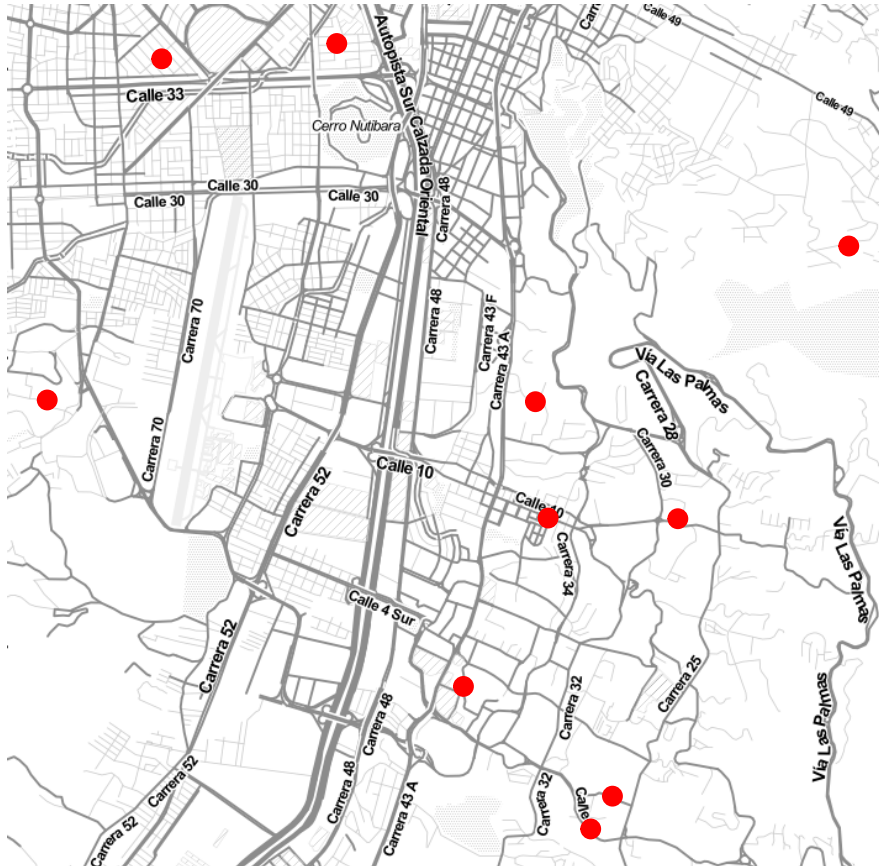 Calle 49
Calle 49
Autopista Sur Calzada Oriental
Calle 33
Cerro Nutibara
Calle 30
Calle 30
Calle 30
Carrera 48
Carrera 70
Carrera 48
Carrera 43 F
Carrera 43 A
Vía Las Palmas
Carrera 28
Carrera 70
Carrera 30
Calle 10
Carrera 52
Calle 10
Vía Las Palmas
Carrera 34
Calle 4 Sur
Carrera 52
Carrera 25
Carrera 32
Carrera 48
Vía Las Palmas
Carrera 52
Carrera 48
Carrera 32
Calle
Carrera 43 A
Carrera 52